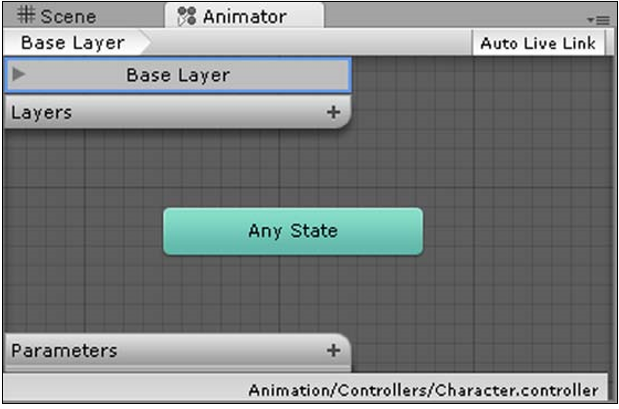 Scene
Animator
Base Layer
Auto Live Link
Base Layer
Layers +
Any State
Parameters +
Animation/Controllers/Character.controller